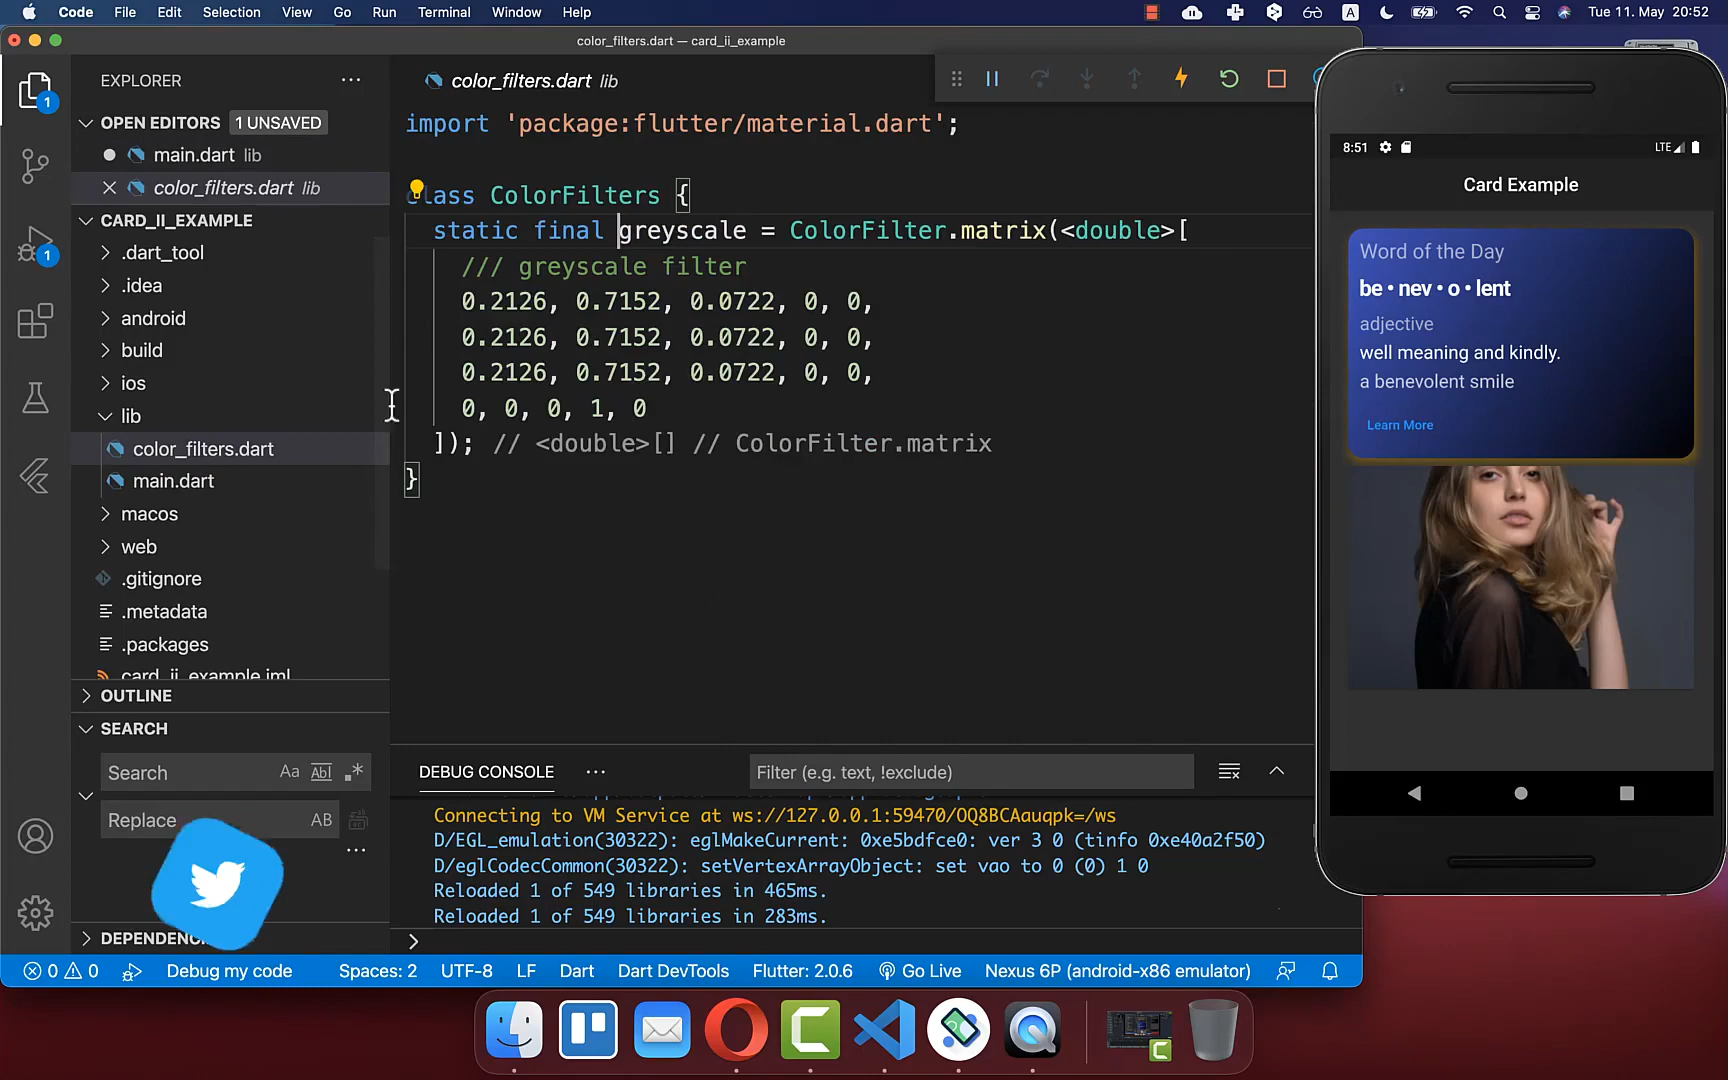 Code File Edit Selection View Go Run Terminal Window Help
A Tue 11. May 20:52
color_filters.dart — card_ii_example
EXPLORER ...
OPEN EDITORS 1 UNSAVED
main.dart lib
color_filters.dart lib
CARD_II_EXAMPLE
.dart_tool
.idea
android
build
ios
lib
color_filters.dart
main.dart
macos
web
.gitignore
.metadata
.packages
card_ii_example.iml
OUTLINE
SEARCH
Search Aa Abl .*
Replace AB
...
DEPENDENC
1
1
color_filters.dart lib
import 'package:flutter/material.dart';
class ColorFilters {
static final greyscale = ColorFilter.matrix(<double>[
/// greyscale filter
0.2126, 0.7152, 0.0722, 0, 0,
0.2126, 0.7152, 0.0722, 0, 0,
0.2126, 0.7152, 0.0722, 0, 0,
0, 0, 0, 1, 0
]); // <double>[] // ColorFilter.matrix
}
DEBUG CONSOLE ... Filter (e.g. text, !exclude)
Connecting to VM Service at ws://127.0.0.1:59470/OQ8BCAauqpk=/ws
D/EGL_emulation(30322): eglMakeCurrent: 0xe5bdfce0: ver 3 0 (tinfo 0xe40a2f50)
D/eglCodecCommon(30322): setVertexArrayObject: set vao to 0 (0) 1 0
Reloaded 1 of 549 libraries in 465ms.
Reloaded 1 of 549 libraries in 283ms.
>
0 0 Debug my code Spaces: 2 UTF-8 LF Dart Dart DevTools Flutter: 2.0.6 Go Live Nexus 6P (android-x86 emulator)
8:51 LTE
Card Example
Word of the Day
be • nev • o • lent
adjective
well meaning and kindly.
a benevolent smile
Learn More